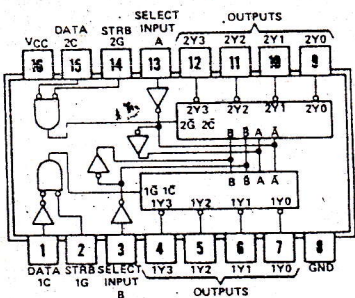 SELECT
DATA STRB INPUT OUTPUTS
VCC 2C 2G A 2Y3 2Y2 2Y1 2Y0
16 15 14 13 12 11 10 9
2Y3 2Y2 2Y1 2Y0
2G̅ 2C̅
B B̅ A A̅
B B̅ A A̅
1G̅ 1C̅
1Y3 1Y2 1Y1 1Y0
1 2 3 4 5 6 7 8
DATA STRB SELECT 1Y3 1Y2 1Y1 1Y0 GND
1C 1G INPUT OUTPUTS
B